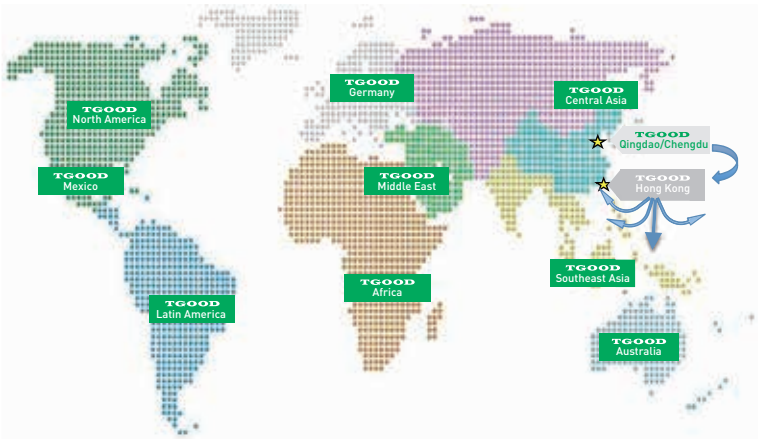 TGOOD
Germany
TGOOD
Central Asia
TGOOD
North America
TGOOD
Qingdao/Chengdu
TGOOD
Mexico
TGOOD
Middle East
TGOOD
Hong Kong
TGOOD
Southeast Asia
TGOOD
Africa
TGOOD
Latin America
TGOOD
Australia